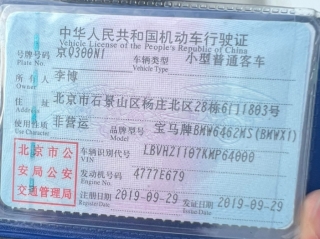 中华人民共和国机动车行驶证
Vehicle License of the People's Republic of China
号牌号码 京Q300N1 车辆类型 小型普通客车
Plate No. Vehicle Type
所有人 李博
Owner
住址 北京市石景山区杨庄北区28栋6门1803号
Address
使用性质 非营运 品牌型号 宝马牌BMW6462MS(BMWX1)
Use Character Model
北京市公安局公安交通管理局
车辆识别代号 LBVHZ1107KMP64000
VIN
发动机号码 4777E679
Engine No.
注册日期 2019-09-29 发证日期 2019-09-29
Register Date Issue Date